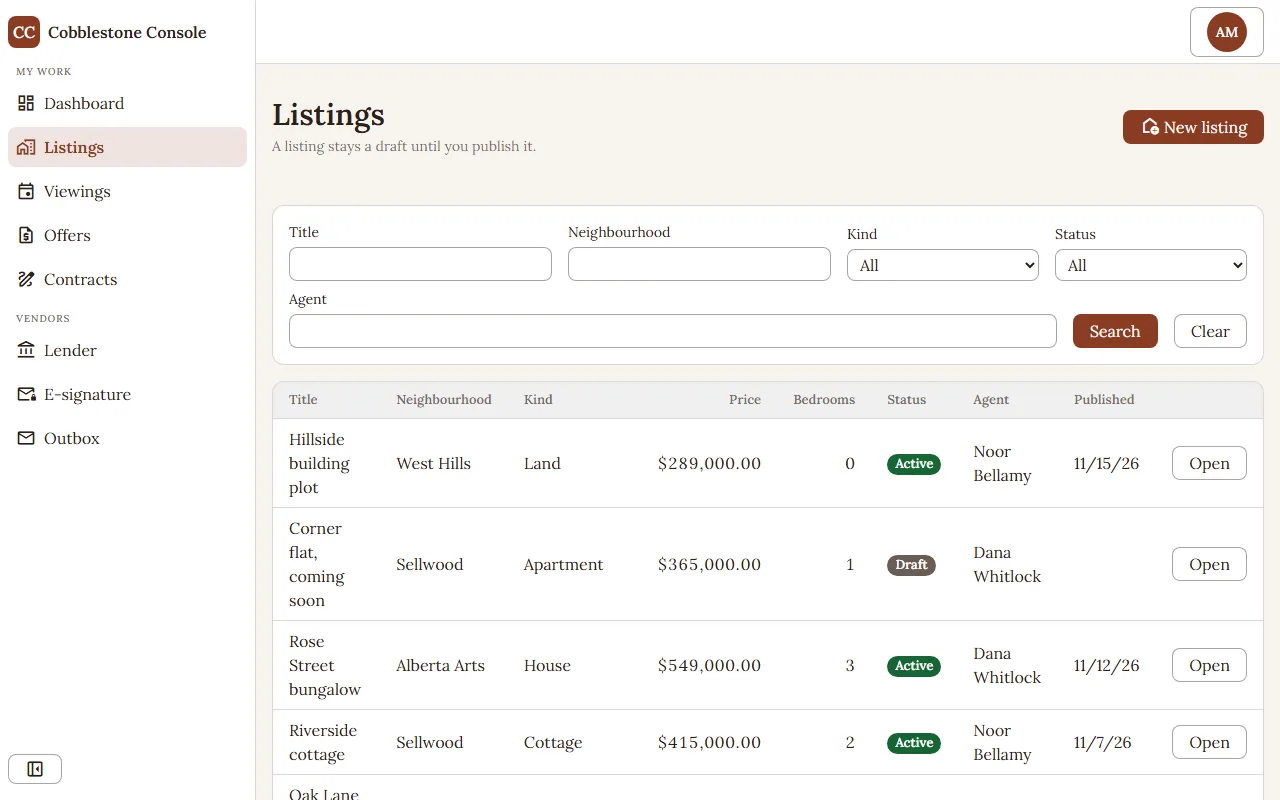 CC Cobblestone Console
AM
MY WORK
Dashboard
Listings
Viewings
Offers
Contracts
VENDORS
Lender
E-signature
Outbox
Listings
A listing stays a draft until you publish it.
New listing
Title
Neighbourhood
Kind
All
Status
All
Agent
Search
Clear
Title Neighbourhood Kind Price Bedrooms Status Agent Published
Hillside
building
plot
West Hills Land $289,000.00 0 Active
Noor
Bellamy
11/15/26 Open
Corner
flat,
coming
soon
Sellwood Apartment $365,000.00 1 Draft
Dana
Whitlock
Open
Rose
Street
bungalow
Alberta Arts House $549,000.00 3 Active
Dana
Whitlock
11/12/26 Open
Riverside
cottage
Sellwood Cottage $415,000.00 2 Active
Noor
Bellamy
11/7/26 Open
Oak Lane